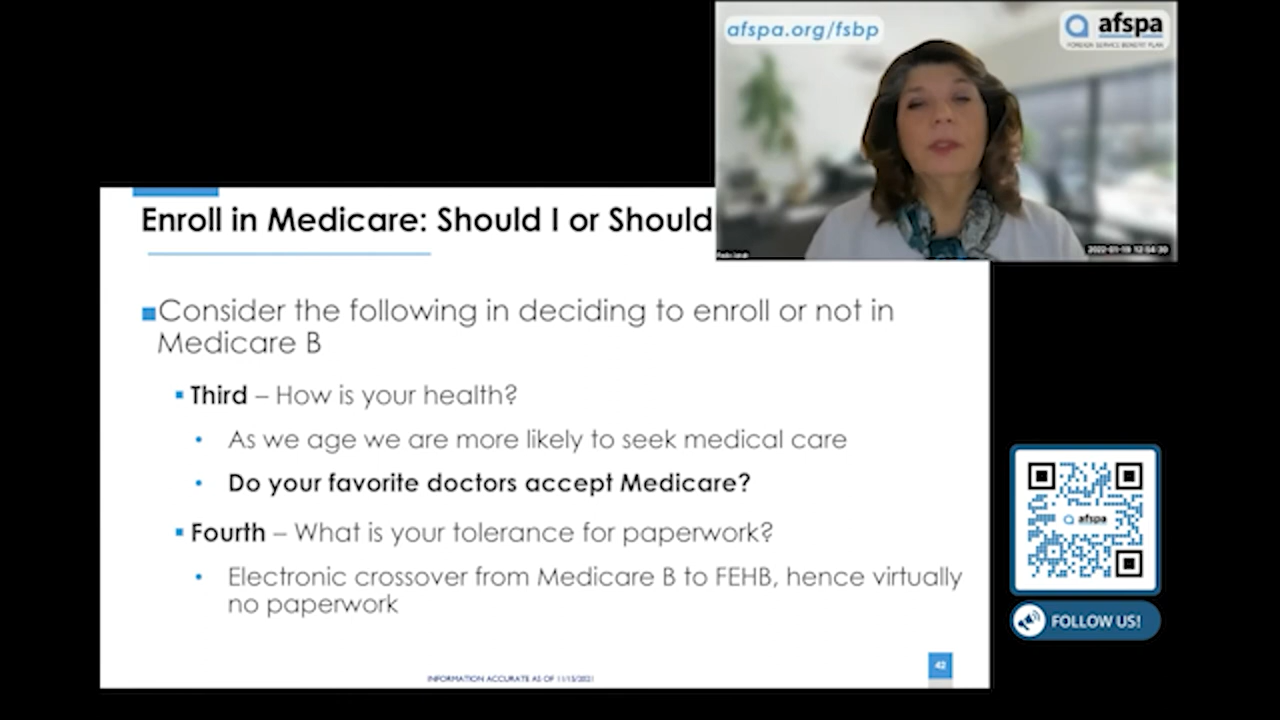 afspa.org/fsbp
afspa
FOREIGN SERVICE BENEFIT PLAN
2022-01-19
Enroll in Medicare: Should I or Should
Consider the following in deciding to enroll or not in
Medicare B
Third – How is your health?
As we age we are more likely to seek medical care
Do your favorite doctors accept Medicare?
Fourth – What is your tolerance for paperwork?
Electronic crossover from Medicare B to FEHB, hence virtually
no paperwork
INFORMATION ACCURATE AS OF 11/15/2021
42
afspa
FOLLOW US!